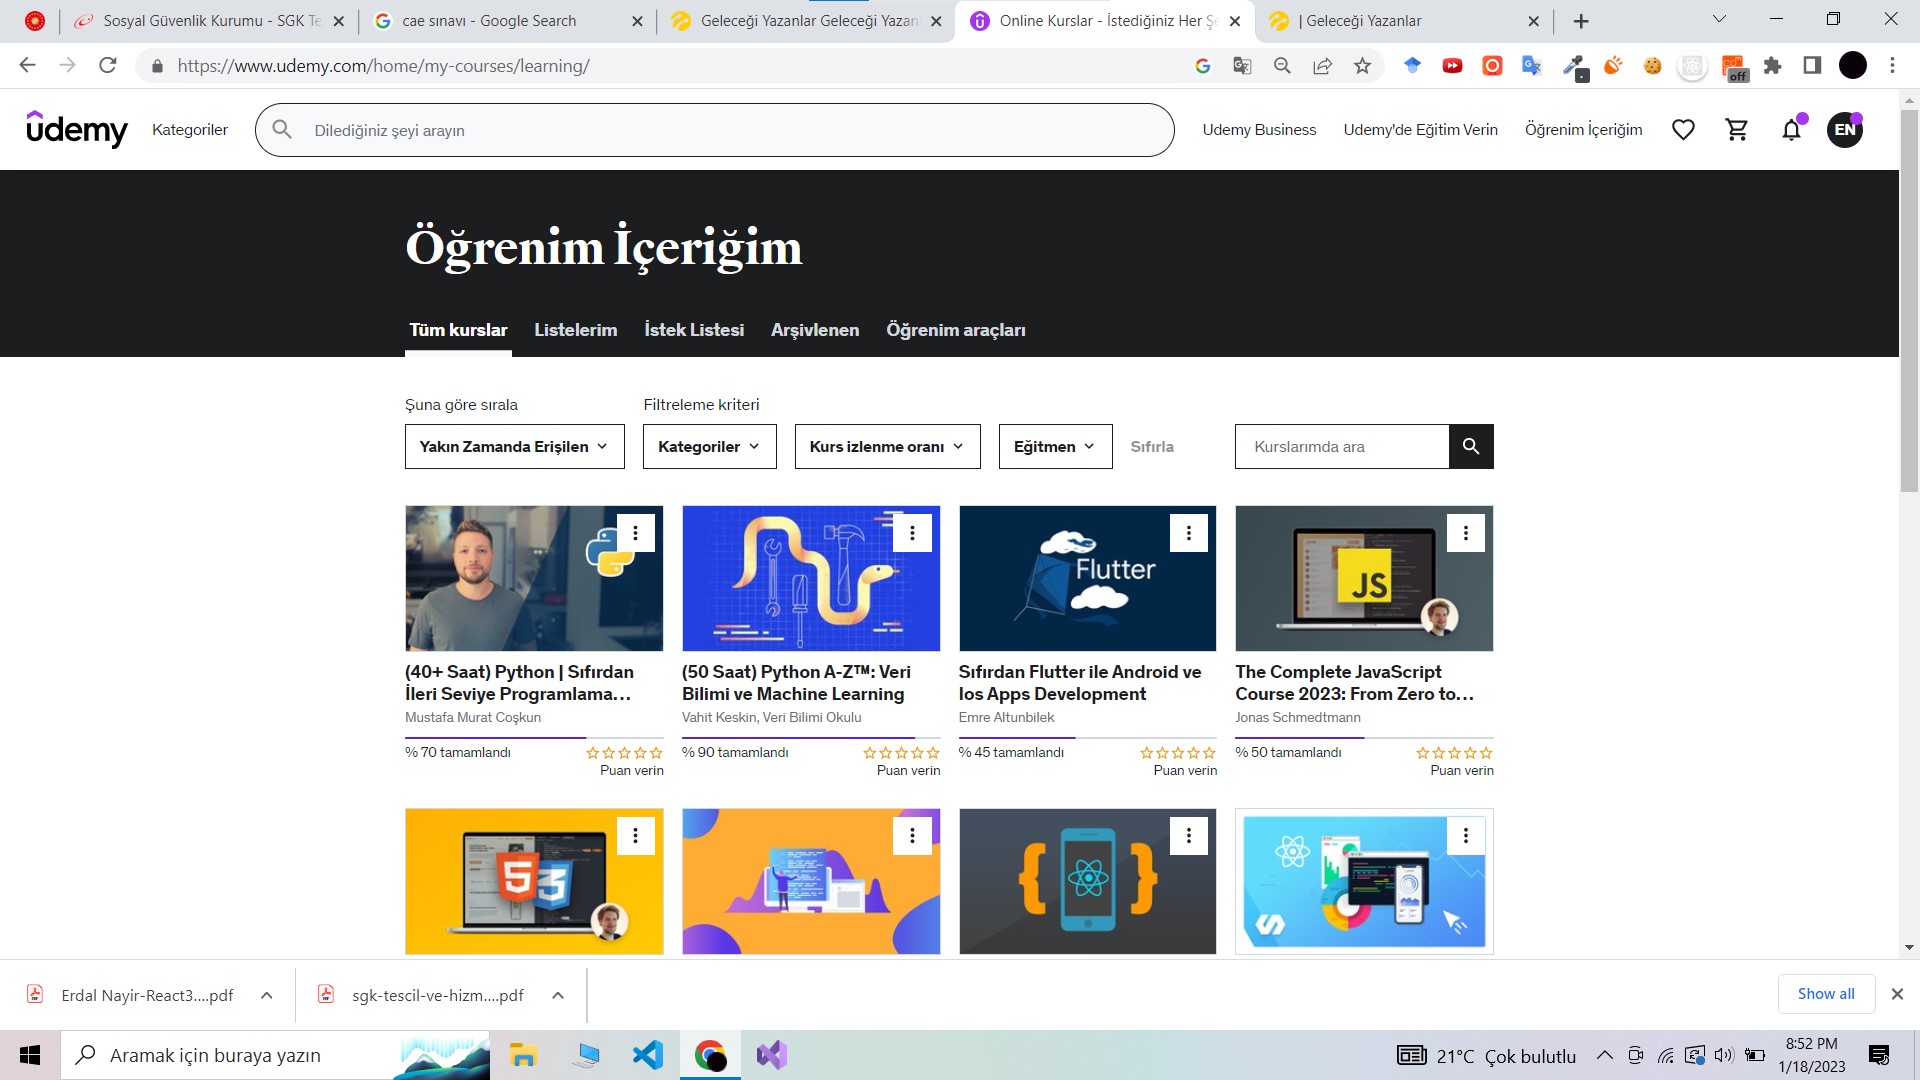 Sosyal Güvenlik Kurumu - SGK Te
cae sınavı - Google Search
Geleceği Yazanlar Geleceği Yazan
Online Kurslar - İstediğiniz Her Şe
| Geleceği Yazanlar
https://www.udemy.com/home/my-courses/learning/
off
udemy
Kategoriler
Dilediğiniz şeyi arayın
Udemy Business
Udemy'de Eğitim Verin
Öğrenim İçeriğim
EN
Öğrenim İçeriğim
Tüm kurslar
Listelerim
İstek Listesi
Arşivlenen
Öğrenim araçları
Şuna göre sırala
Filtreleme kriteri
Yakın Zamanda Erişilen
Kategoriler
Kurs izlenme oranı
Eğitmen
Sıfırla
Kurslarımda ara
Flutter
JS
(40+ Saat) Python | Sıfırdan
İleri Seviye Programlama…
Mustafa Murat Coşkun
% 70 tamamlandı
Puan verin
(50 Saat) Python A-Z™: Veri
Bilimi ve Machine Learning
Vahit Keskin, Veri Bilimi Okulu
% 90 tamamlandı
Puan verin
Sıfırdan Flutter ile Android ve
Ios Apps Development
Emre Altunbilek
% 45 tamamlandı
Puan verin
The Complete JavaScript
Course 2023: From Zero to…
Jonas Schmedtmann
% 50 tamamlandı
Puan verin
5
3
Erdal Nayir-React3....pdf
sgk-tescil-ve-hizm....pdf
Show all
Aramak için buraya yazın
21°C Çok bulutlu
8:52 PM
1/18/2023